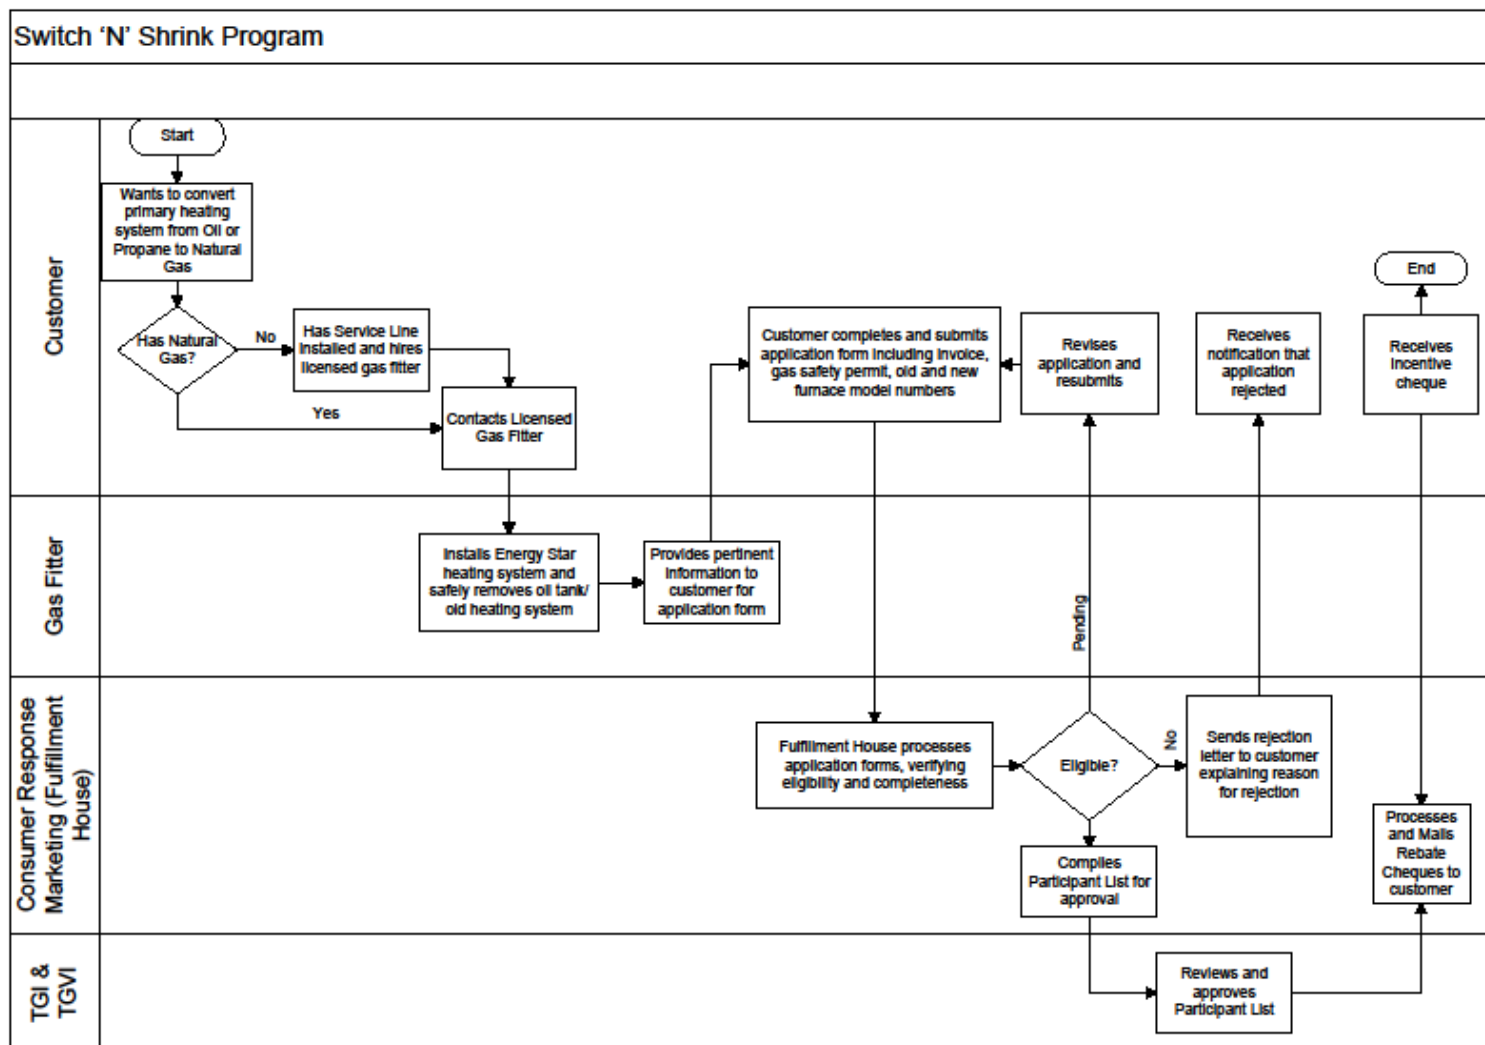 Switch ‘N’ Shrink Program
Customer
Start
Wants to convert
primary heating
system from Oil or
Propane to Natural
Gas
Has Natural
Gas?
No
Yes
Has Service Line
Installed and hires
licensed gas fitter
Contacts Licensed
Gas Fitter
Customer completes and submits
application form including invoice,
gas safety permit, old and new
furnace model numbers
Revises
application and
resubmits
Receives
notification that
application
rejected
End
Receives
Incentive
cheque
Gas Fitter
Installs Energy Star
heating system and
safely removes oil tank/
old heating system
Provides pertinent
Information to
customer for
application form
Pending
Consumer Response
Marketing (Fulfillment
House)
Fulfillment House processes
application forms, verifying
eligibility and completeness
Eligible?
No
Sends rejection
letter to customer
explaining reason
for rejection
Compiles
Participant List for
approval
Processes
and Mails
Rebate
Cheques to
customer
TGI &
TGVI
Reviews and
approves
Participant List